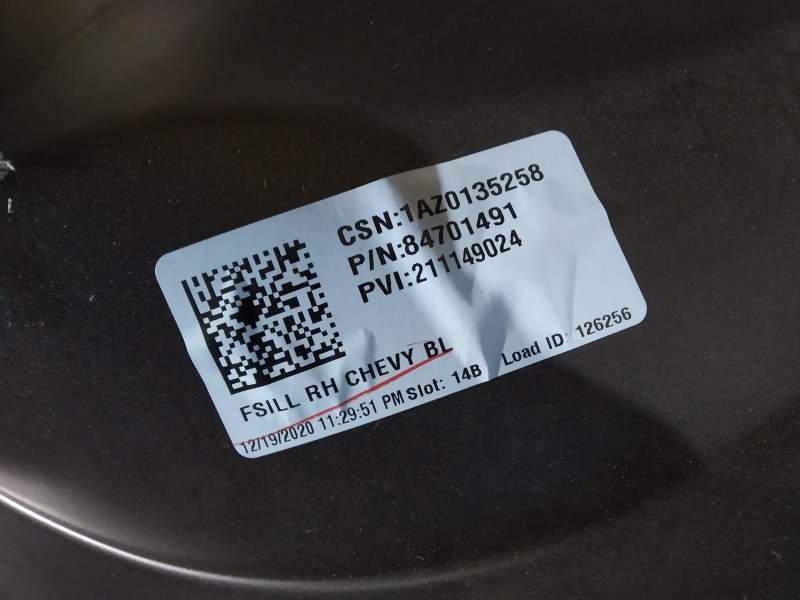 CSN:1AZ0135258
P/N:84701491
PVI:211149024
FSILL RH CHEVY BL
12/19/2020 11:29:51 PM Slot: 14B Load ID: 126256